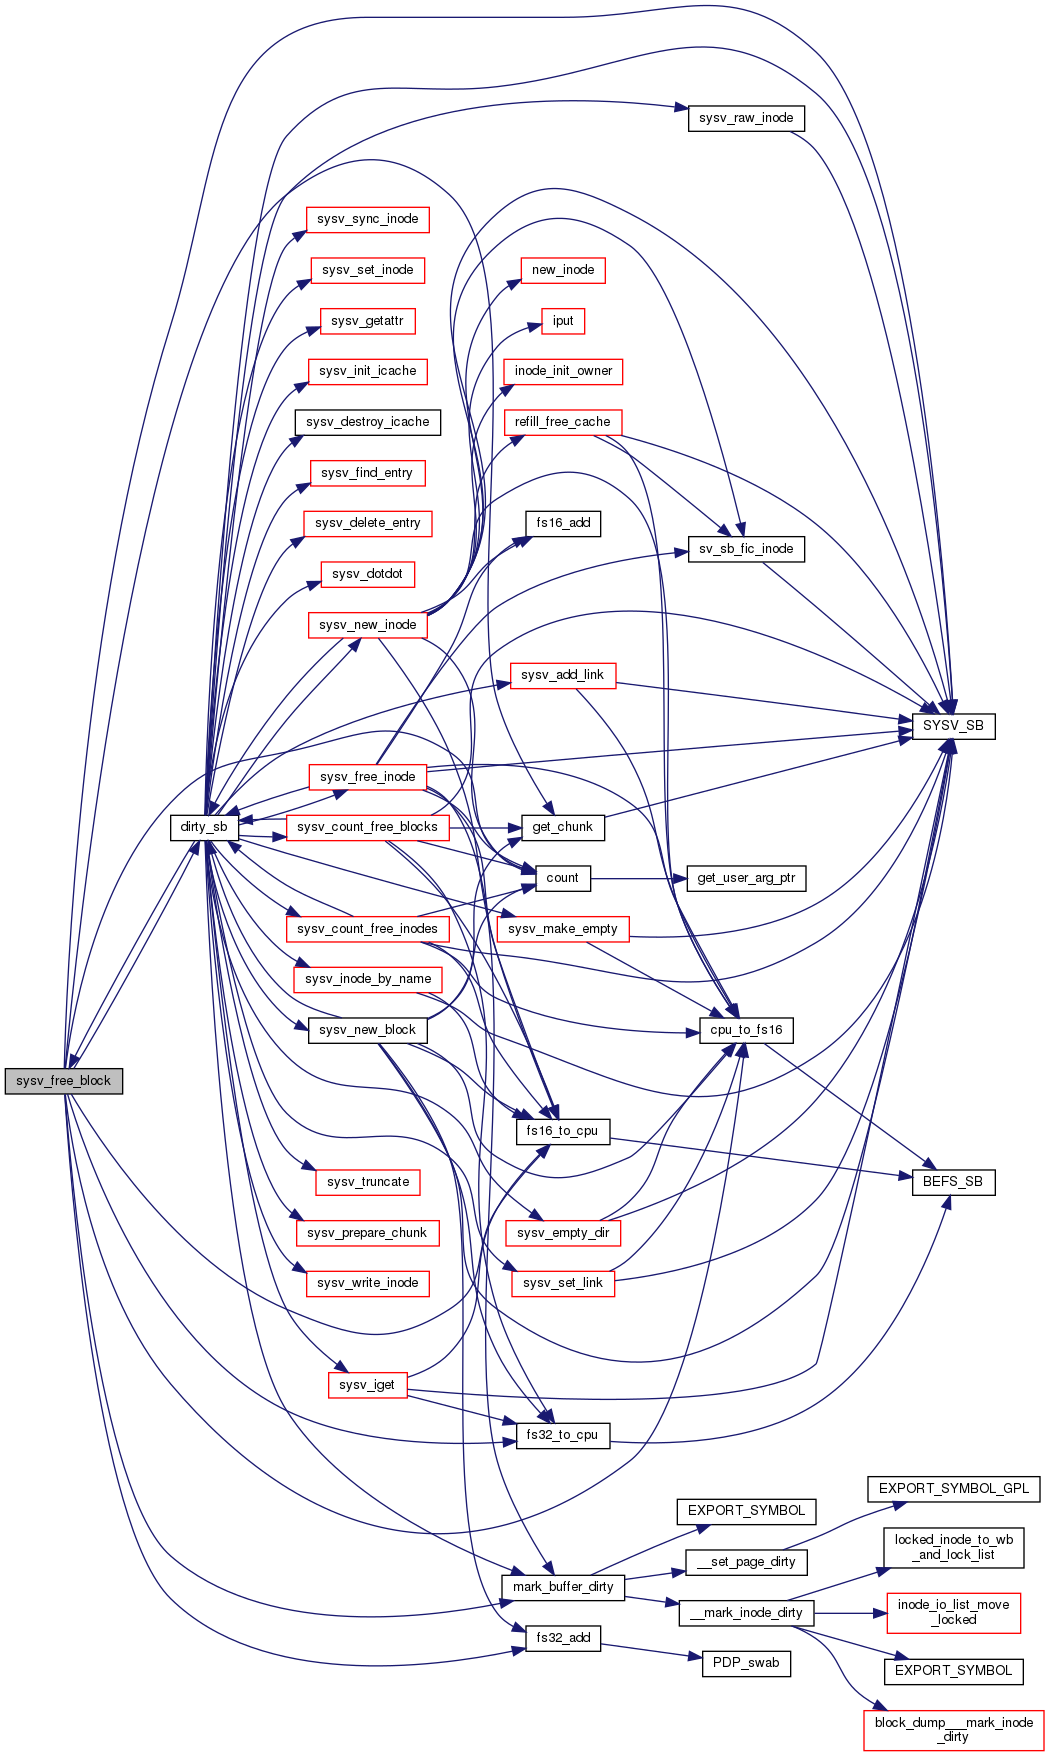 sysv_raw_inode
sysv_sync_inode
sysv_set_inode
new_inode
sysv_getattr
iput
sysv_init_icache
inode_init_owner
sysv_destroy_icache
refill_free_cache
sysv_find_entry
sysv_delete_entry
fs16_add
sv_sb_fic_inode
sysv_dotdot
sysv_new_inode
sysv_add_link
SYSV_SB
sysv_free_inode
dirty_sb
sysv_count_free_blocks
get_chunk
count
get_user_arg_ptr
sysv_count_free_inodes
sysv_make_empty
sysv_inode_by_name
sysv_new_block
cpu_to_fs16
sysv_free_block
fs16_to_cpu
sysv_truncate
BEFS_SB
sysv_prepare_chunk
sysv_empty_dir
sysv_write_inode
sysv_set_link
sysv_iget
fs32_to_cpu
EXPORT_SYMBOL_GPL
EXPORT_SYMBOL
locked_inode_to_wb
_and_lock_list
__set_page_dirty
mark_buffer_dirty
__mark_inode_dirty
inode_io_list_move
_locked
fs32_add
PDP_swab
EXPORT_SYMBOL
block_dump___mark_inode
_dirty